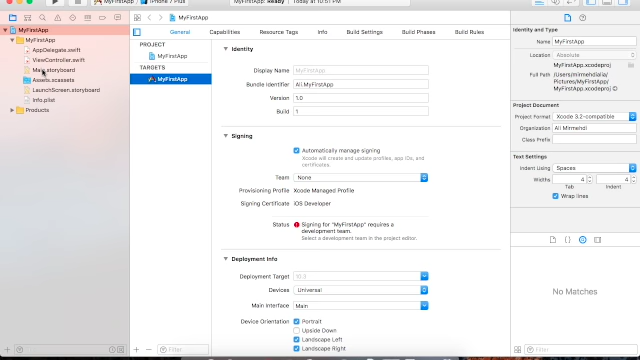 MyFirstApp
iPhone 7 Plus
MyFirstApp: Ready
Today at 10:51 PM
MyFirstApp
MyFirstApp
MyFirstApp
AppDelegate.swift
ViewController.swift
Main.storyboard
Assets.xcassets
LaunchScreen.storyboard
Info.plist
Products
Filter
General
Capabilities
Resource Tags
Info
Build Settings
Build Phases
Build Rules
PROJECT
MyFirstApp
TARGETS
MyFirstApp
Filter
Identity
Display Name
MyFirstApp
Bundle Identifier
Ali.MyFirstApp
Version
1.0
Build
1
Signing
Automatically manage signing
Xcode will create and update profiles, app IDs, and
certificates.
Team
None
Provisioning Profile
Xcode Managed Profile
Signing Certificate
iOS Developer
Status
Signing for "MyFirstApp" requires a
development team.
Select a development team in the project editor.
Deployment Info
Deployment Target
10.3
Devices
Universal
Main Interface
Main
Device Orientation
Portrait
Upside Down
Landscape Left
Landscape Right
Identity and Type
Name
MyFirstApp
Location
Absolute
MyFirstApp.xcodeproj
Full Path
/Users/mirmehdialia/
Pictures/MyFirstApp/
MyFirstApp.xcodeproj
Project Document
Project Format
Xcode 3.2-compatible
Organization
Ali Mirmehdi
Class Prefix
Text Settings
Indent Using
Spaces
Widths
4
4
Tab
Indent
Wrap lines
No Matches
Filter